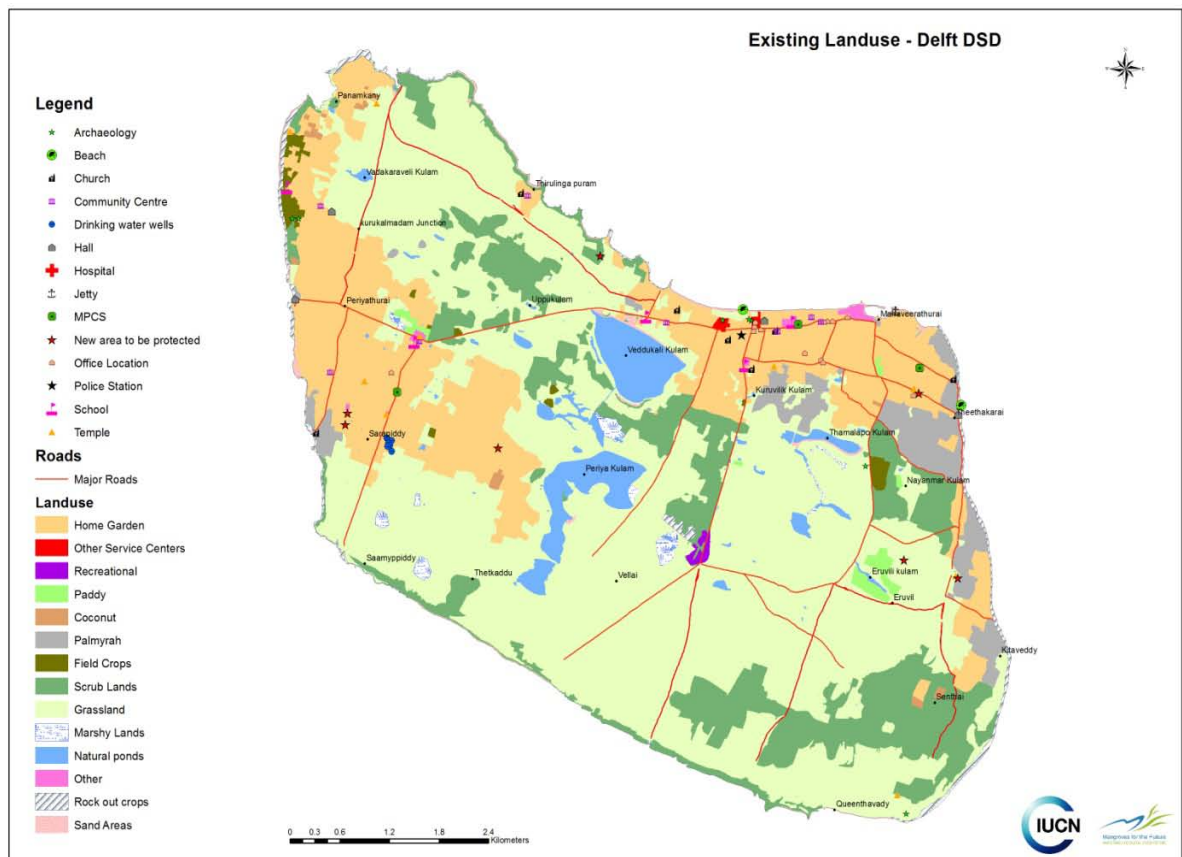 Existing Landuse - Delft DSD
Legend
Archaeology
Beach
Church
Community Centre
Drinking water wells
Hall
Hospital
Jetty
MPCS
New area to be protected
Office Location
Police Station
School
Temple
Roads
Major Roads
Landuse
Home Garden
Other Service Centers
Recreational
Paddy
Coconut
Palmyrah
Field Crops
Scrub Lands
Grassland
Marshy Lands
Natural ponds
Other
Rock out crops
Sand Areas
Panamkany
Vadakaraveli Kulam
Thirulinga puram
kurukalmadam Junction
Periyathurai
Uppukulam
Veddukali Kulam
Kuruvilik Kulam
Theethakarai
Sarapiddy
Thamalapo Kulam
Periya Kulam
Nayanmar Kulam
Saamyppiddy
Thetkaddu
Vellai
Eruvili kulam
Eruvil
Kitaveddy
Senthai
Queenthavady
0 0.3 0.6 1.2 1.8 2.4
Kilometers
IUCN
Mangroves for the Future